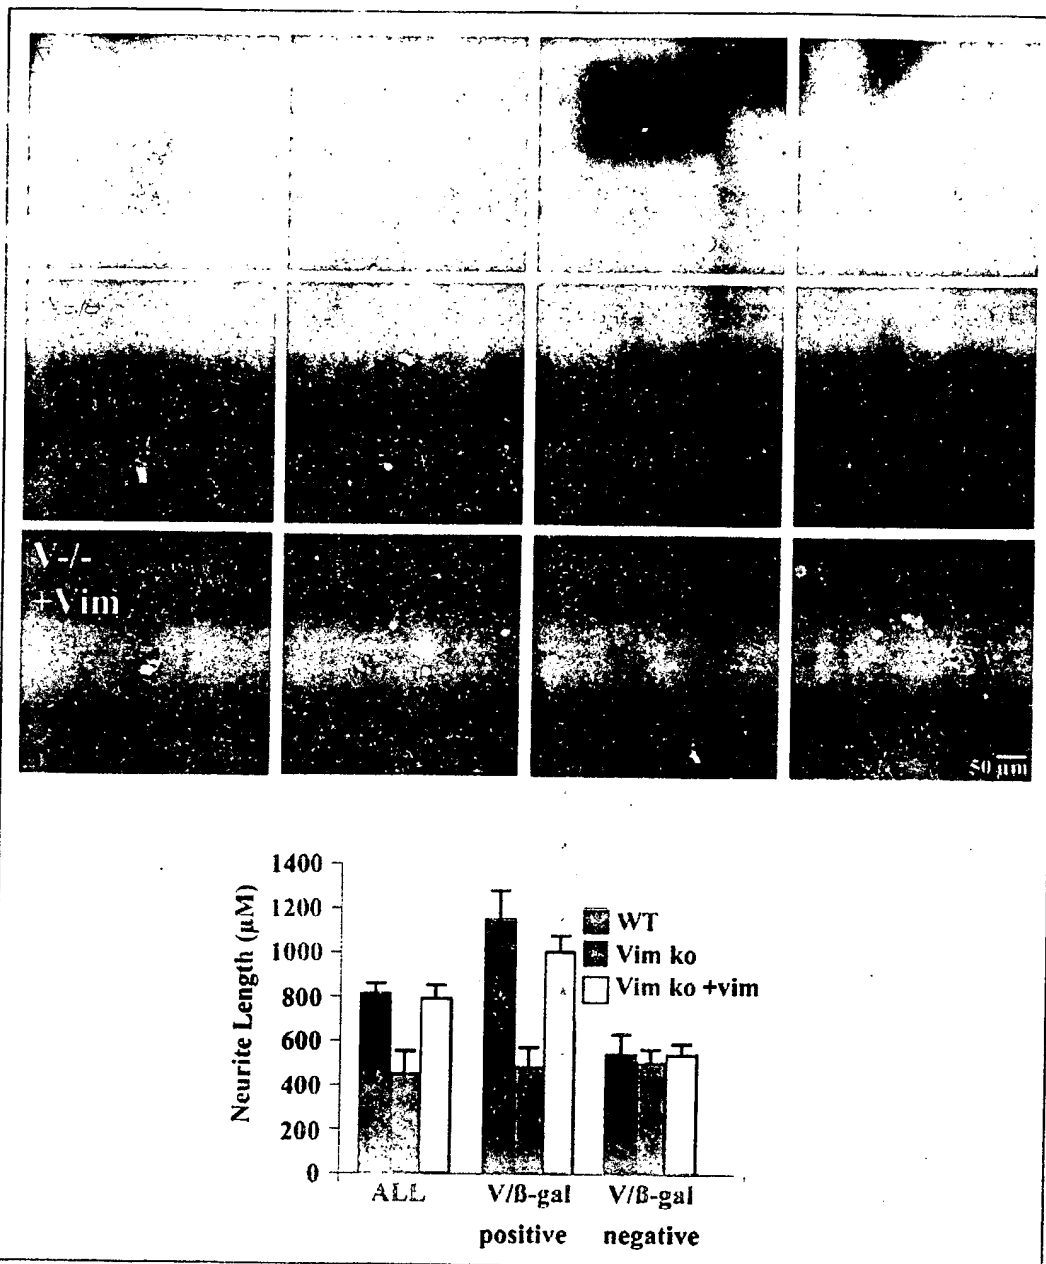 V-/-
+Vim
50 µm
1400
1200
1000
800
600
400
200
0
Neurite Length (µM)
WT
Vim ko
Vim ko +vim
ALL
V/ß-gal
positive
V/ß-gal
negative